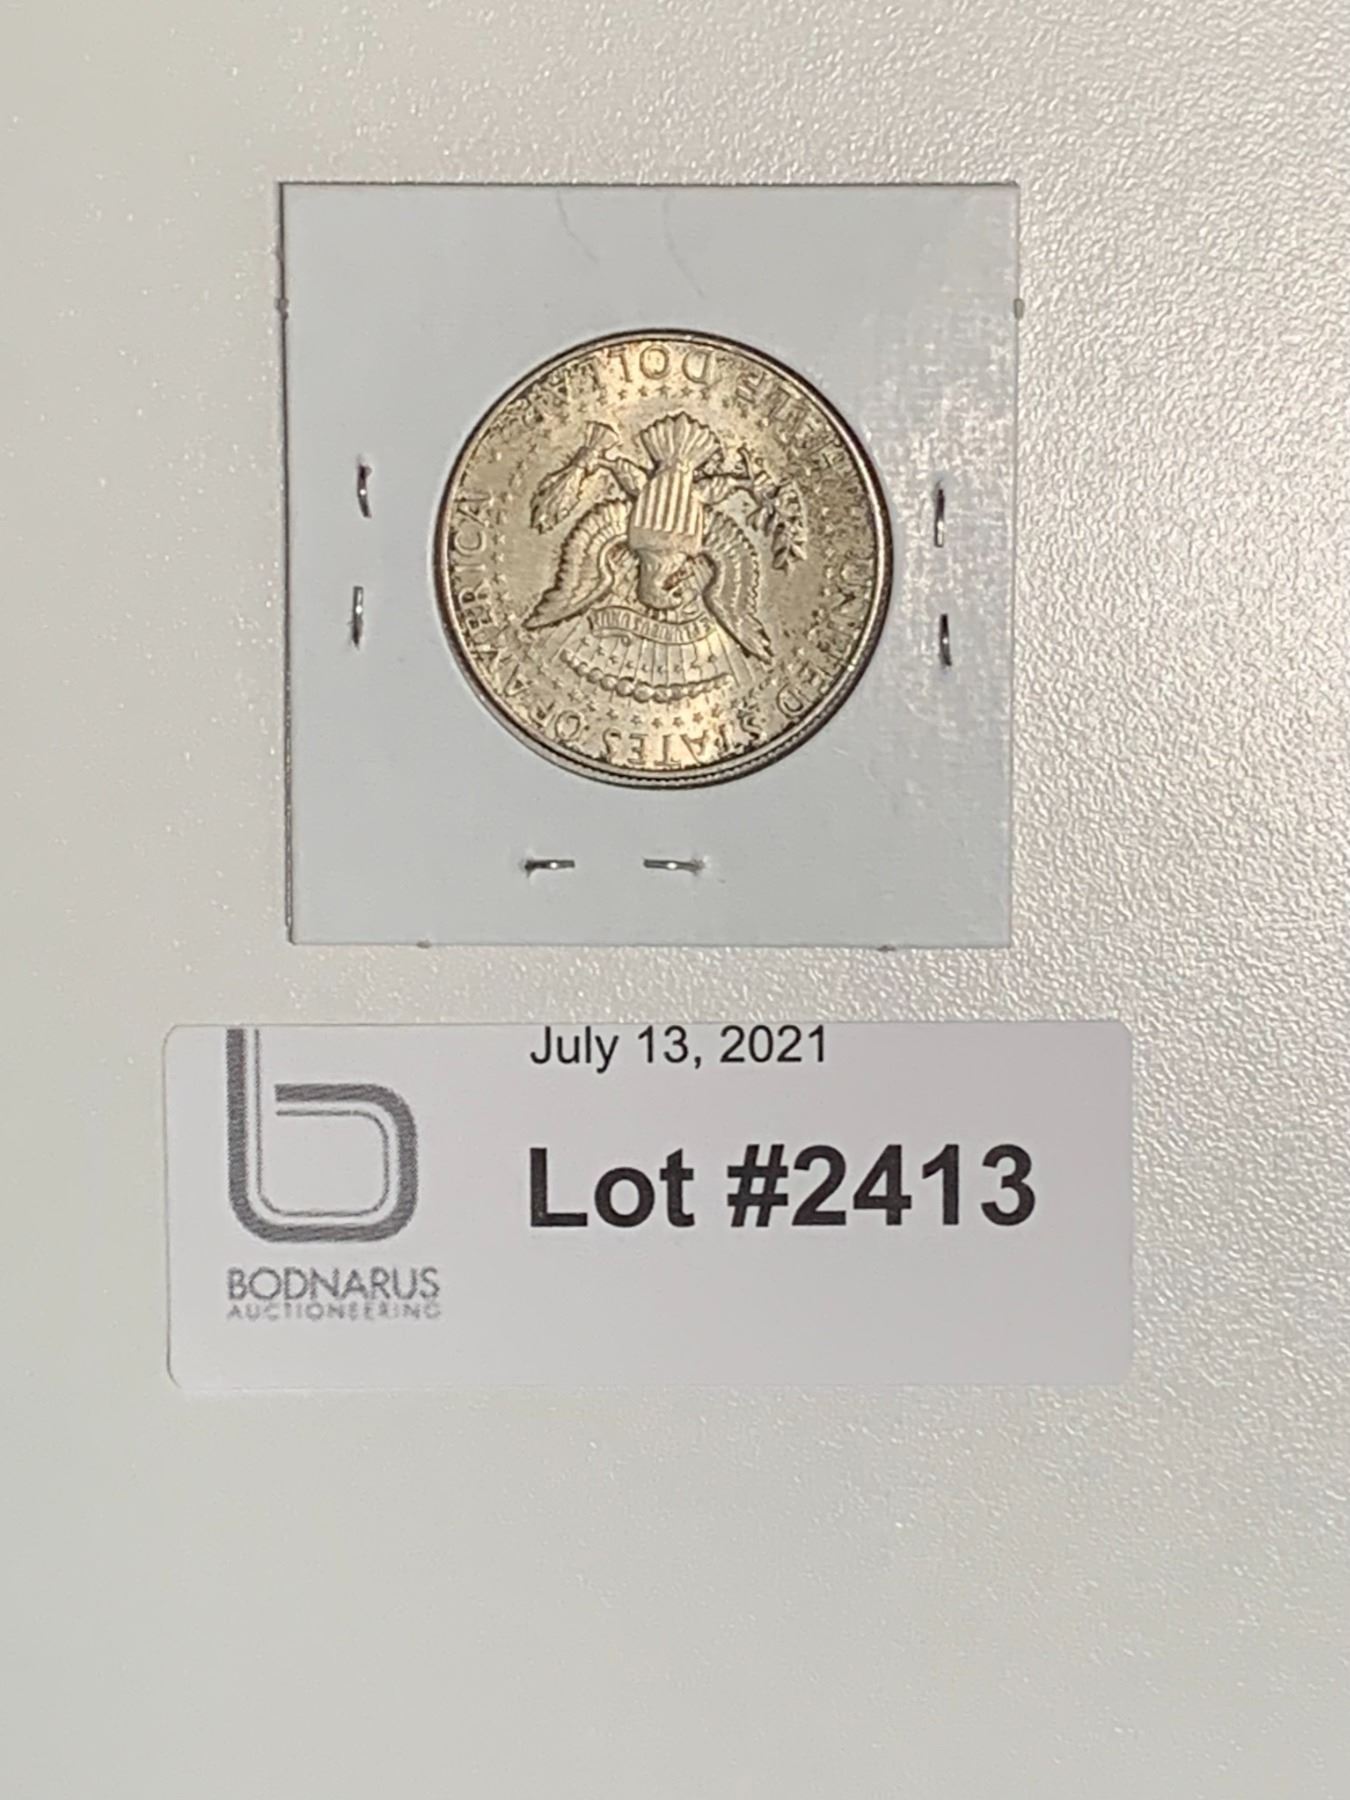 HALF DOLLAR
UNITED STATES OF AMERICA
July 13, 2021
Lot #2413
BODNARUS
AUCTIONEERING